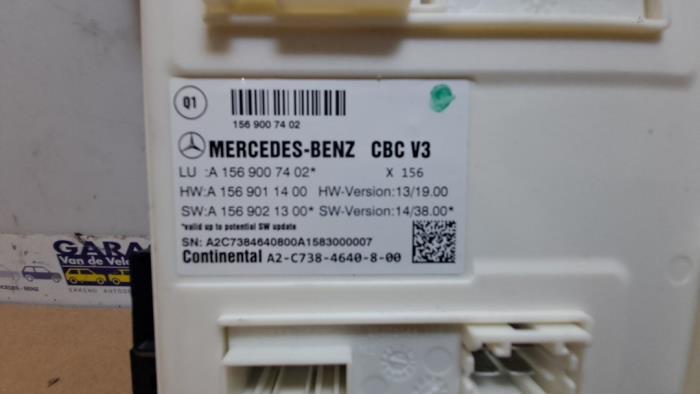 Q1
156 900 74 02
MERCEDES-BENZ CBC V3
LU :A 156 900 74 02* X 156
HW:A 156 901 14 00 HW-Version:13/19.00
SW:A 156 902 13 00* SW-Version:14/38.00*
*valid up to potential SW update
SN: A2C7384640800A1583000007
Continental A2-C738-4640-8-00
GARA
Van de Vel